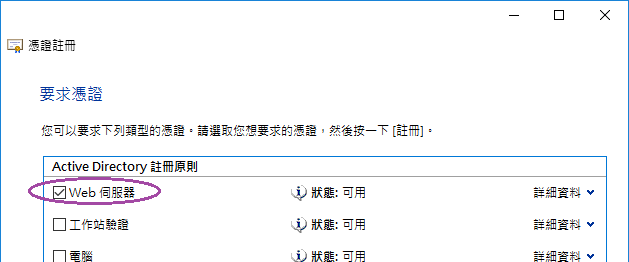 憑證註冊
要求憑證
您可以要求下列類型的憑證。請選取您想要求的憑證，然後按一下 [註冊]。
Active Directory 註冊原則
Web 伺服器 狀態: 可用 詳細資料
工作站驗證 狀態: 可用 詳細資料
電腦 狀態: 可用 詳細資料